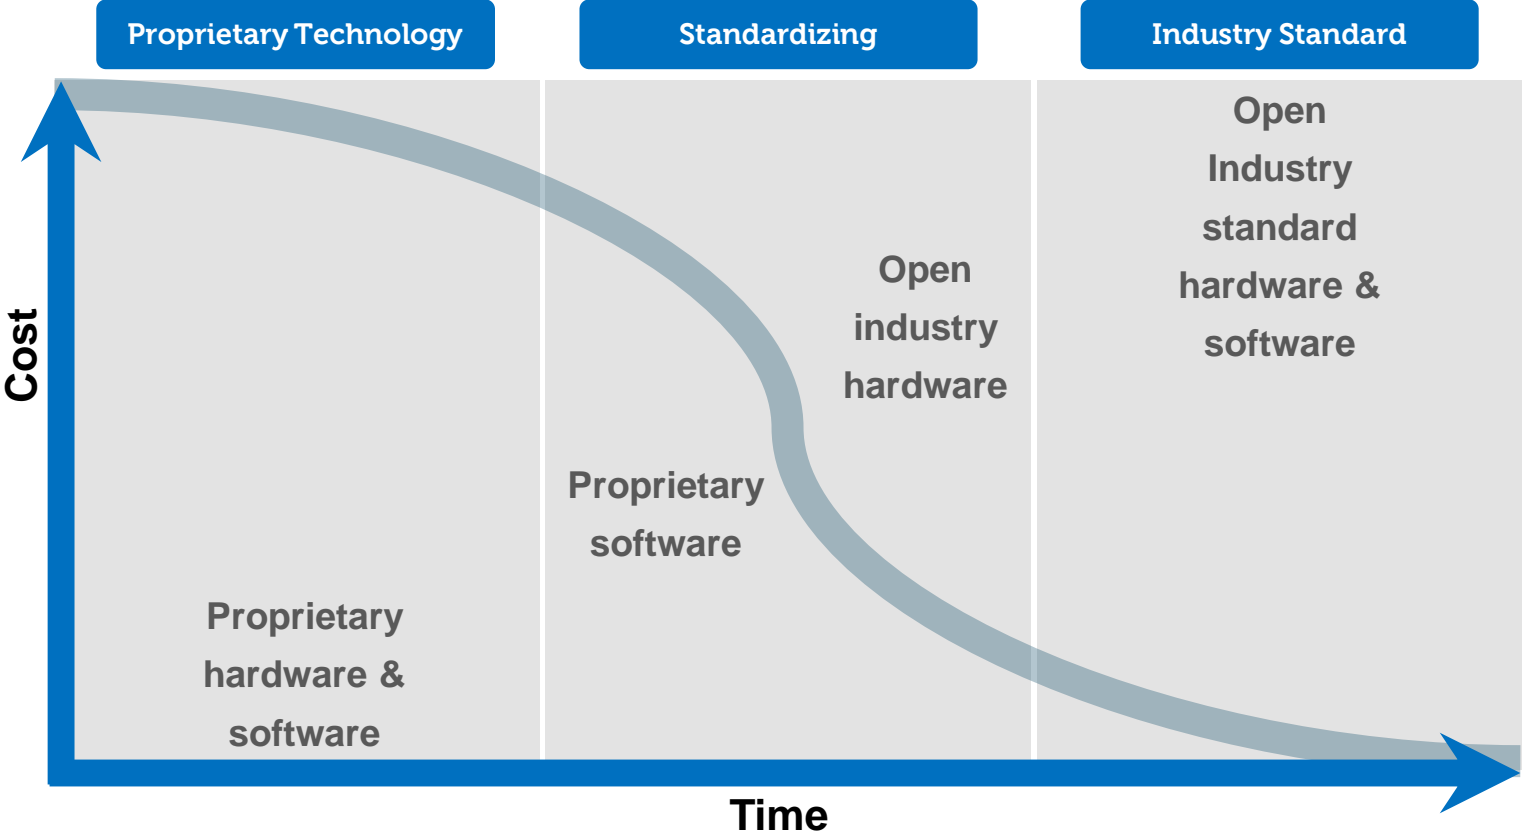 Proprietary Technology
Standardizing
Industry Standard
Cost
Proprietary
hardware &
software
Proprietary
software
Open
industry
hardware
Open
Industry
standard
hardware &
software
Time